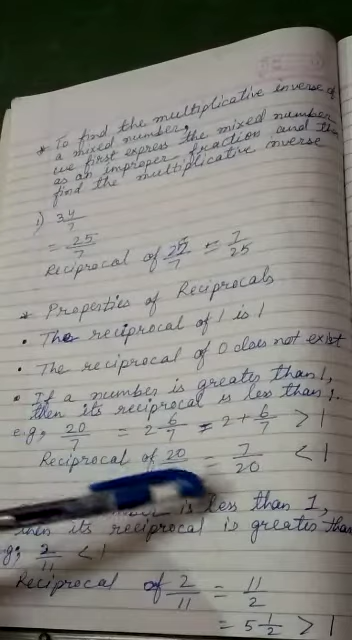 * To find the multiplicative inverse of
a mixed number,
we first express the mixed number
as an improper fraction and then
find the multiplicative inverse
i) 3 4/7
= 25/7
Reciprocal of 25/7 = 7/25
* Properties of Reciprocals
• The reciprocal of 1 is 1
• The reciprocal of 0 does not exist
• If a number is greater than 1,
then its reciprocal is less than 1.
e.g; 20/7 = 2 6/7 = 2 + 6/7 > 1
Reciprocal of 20 = 7/20 < 1
is less than 1,
then its reciprocal is greater than
g; 2/11 < 1
Reciprocal of 2/11 = 11/2
= 5 1/2 > 1